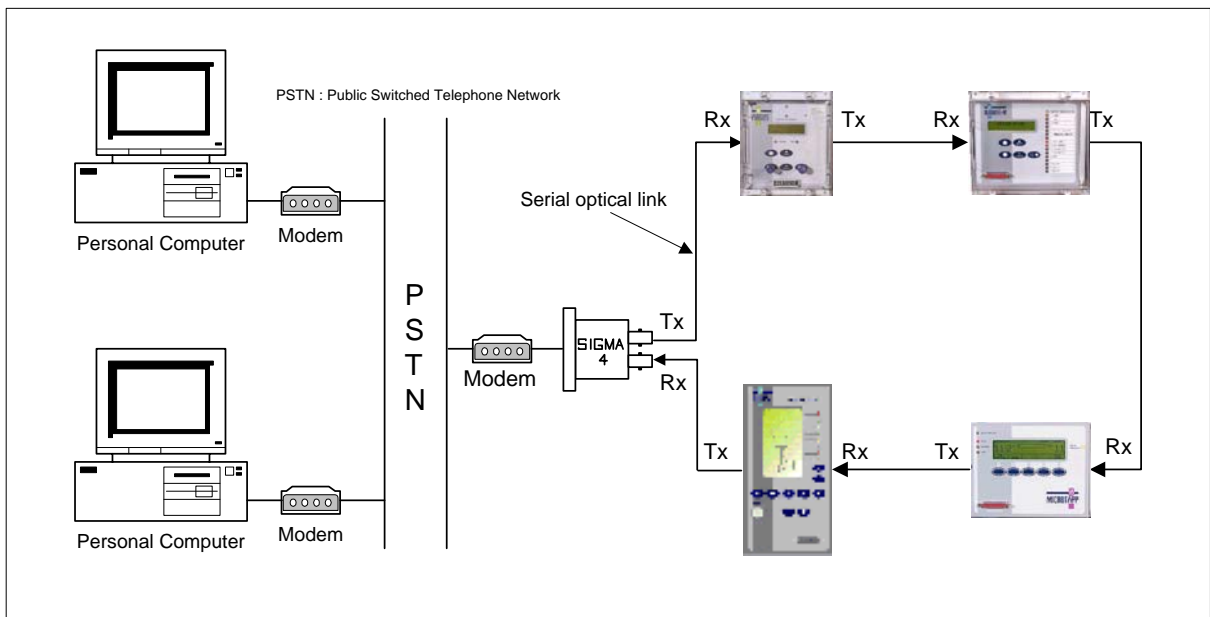 PSTN : Public Switched Telephone Network
Rx
Tx
Rx
Tx
Serial optical link
Modem
Personal Computer
P
S
T
N
Modem
SIGMA
4
Tx
Rx
Tx
Rx
Tx
Rx
MICROTAPP
Modem
Personal Computer